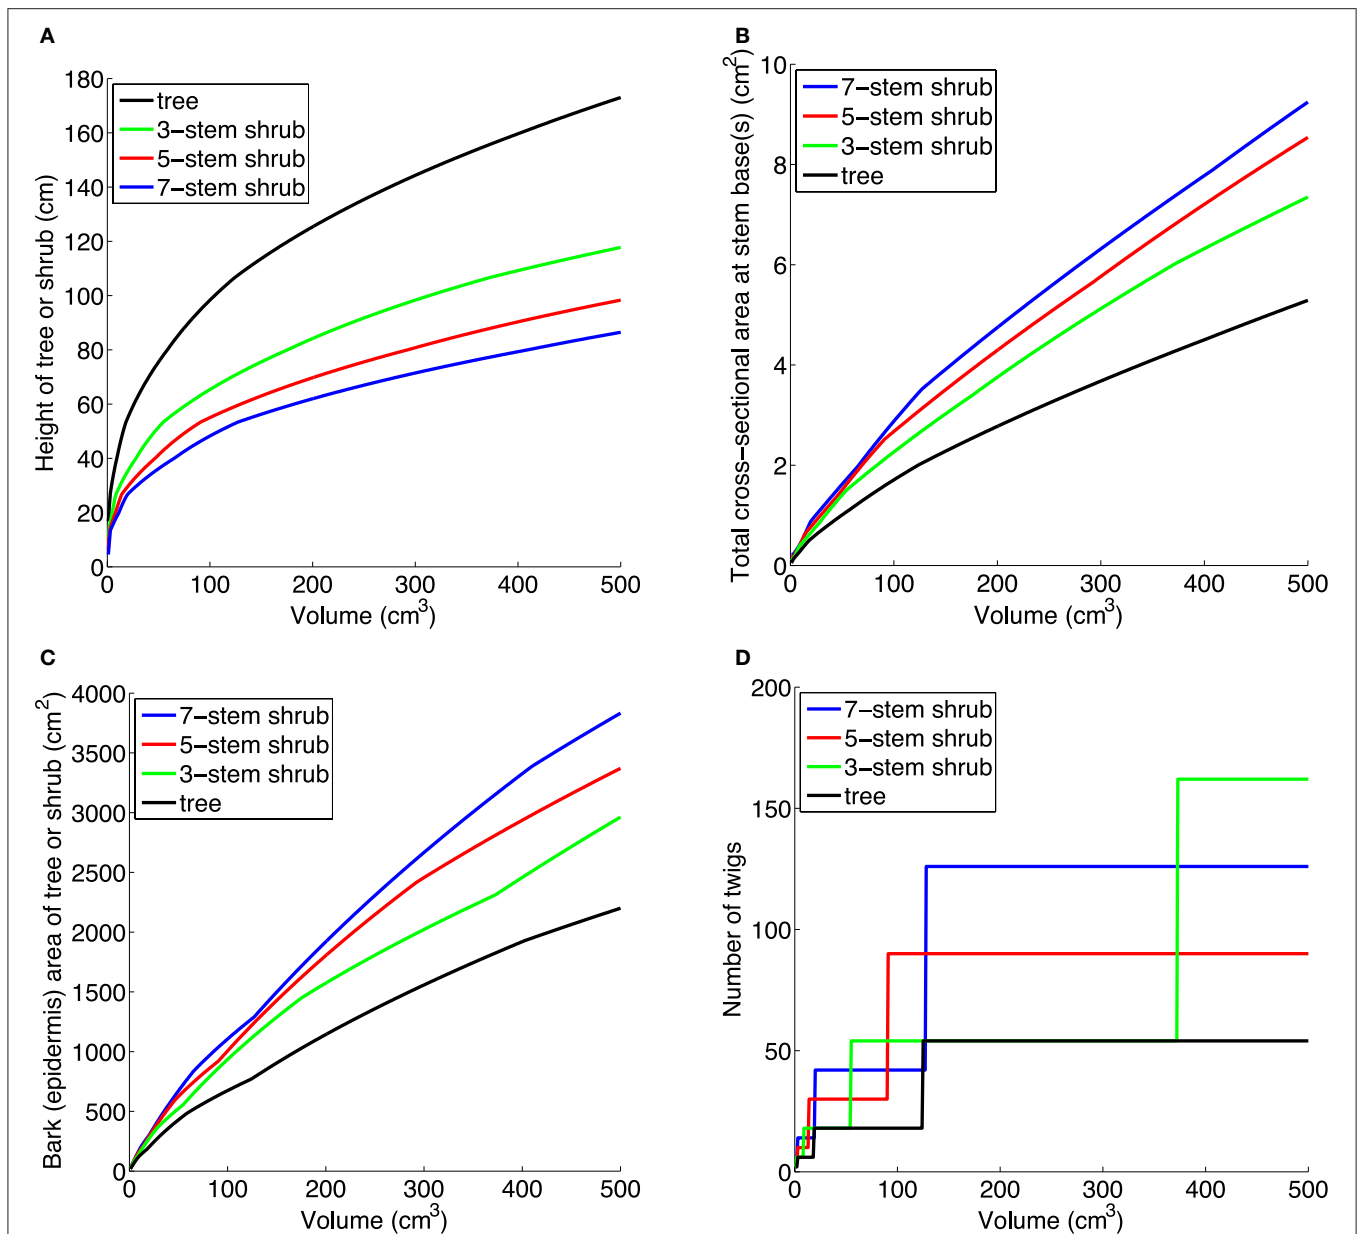 A
180
160
140
120
100
80
60
40
20
0
Height of tree or shrub (cm)
tree
3−stem shrub
5−stem shrub
7−stem shrub
0 100 200 300 400 500
Volume (cm3)
B
10
8
6
4
2
0
Total cross−sectional area at stem base(s) (cm2)
7−stem shrub
5−stem shrub
3−stem shrub
tree
0 100 200 300 400 500
Volume (cm3)
C
4000
3500
3000
2500
2000
1500
1000
500
0
Bark (epidermis) area of tree or shrub (cm2)
7−stem shrub
5−stem shrub
3−stem shrub
tree
0 100 200 300 400 500
Volume (cm3)
D
200
150
100
50
0
Number of twigs
7−stem shrub
5−stem shrub
3−stem shrub
tree
0 100 200 300 400 500
Volume (cm3)